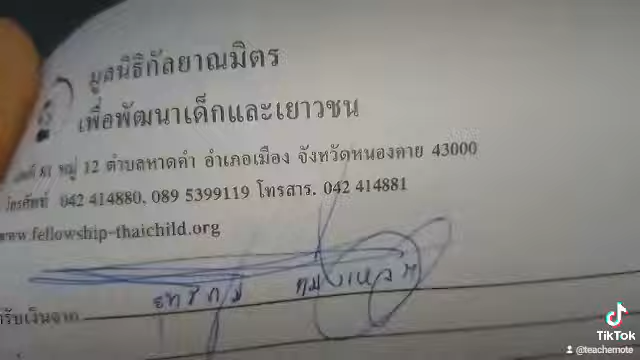 มูลนิธิกัลยาณมิตร
เพื่อพัฒนาเด็กและเยาวชน
81 หมู่ 12 ตำบลหาดคำ อำเภอเมือง จังหวัดหนองคาย 43000
โทรศัพท์ 042 414880, 089 5399119 โทรสาร. 042 414881
www.fellowship-thaichild.org
รับเงินจาก
TikTok
@teachemote